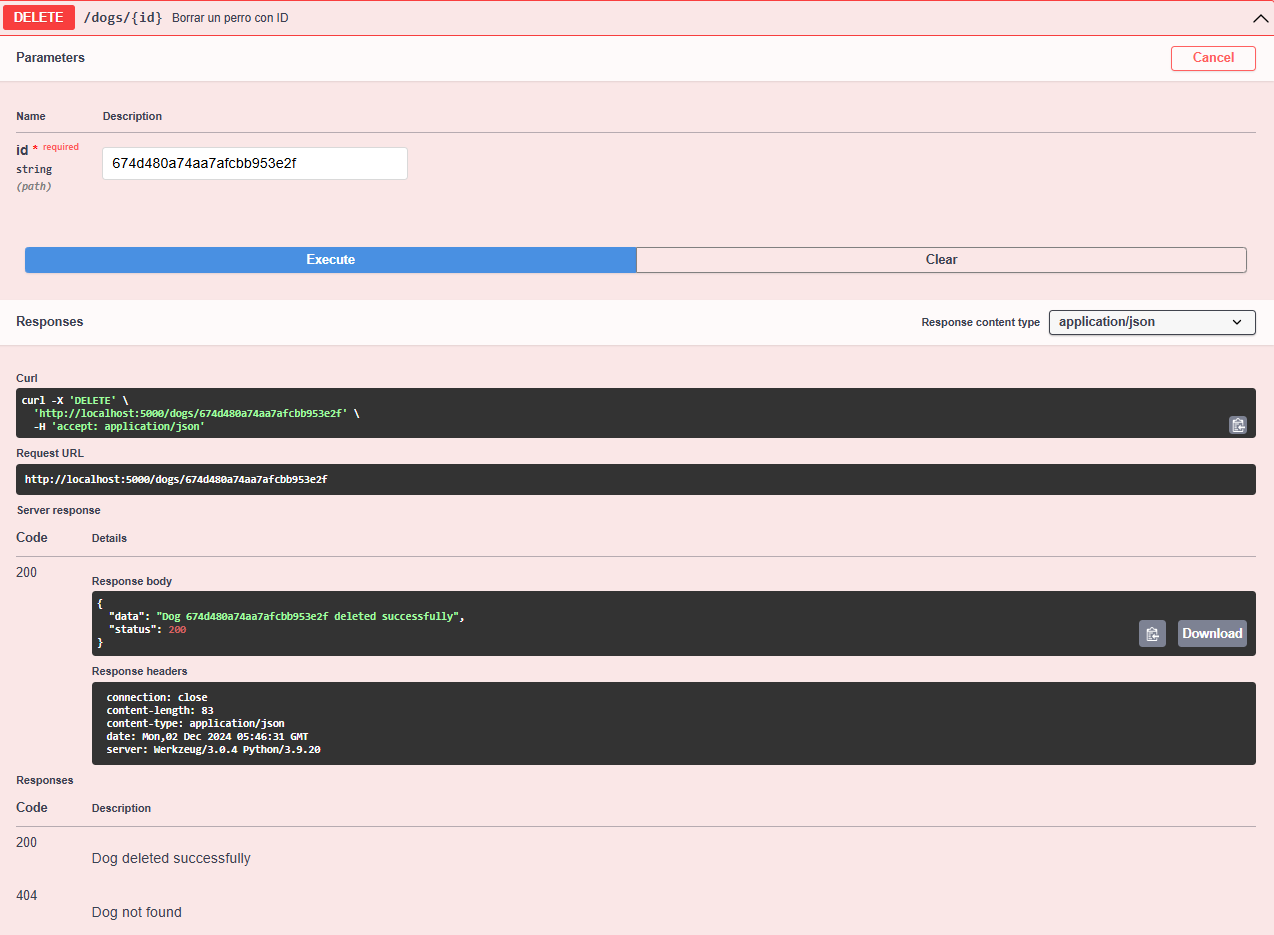 DELETE /dogs/{id} Borrar un perro con ID
Parameters Cancel
Name Description
id * required
string
(path)
674d480a74aa7afcbb953e2f
Execute Clear
Responses Response content type application/json
Curl
curl -X 'DELETE' \
  'http://localhost:5000/dogs/674d480a74aa7afcbb953e2f' \
  -H 'accept: application/json'
Request URL
http://localhost:5000/dogs/674d480a74aa7afcbb953e2f
Server response
Code Details
200
Response body
{
  "data": "Dog 674d480a74aa7afcbb953e2f deleted successfully",
  "status": 200
}
Download
Response headers
connection: close
content-length: 83
content-type: application/json
date: Mon,02 Dec 2024 05:46:31 GMT
server: Werkzeug/3.0.4 Python/3.9.20
Responses
Code Description
200
Dog deleted successfully
404
Dog not found